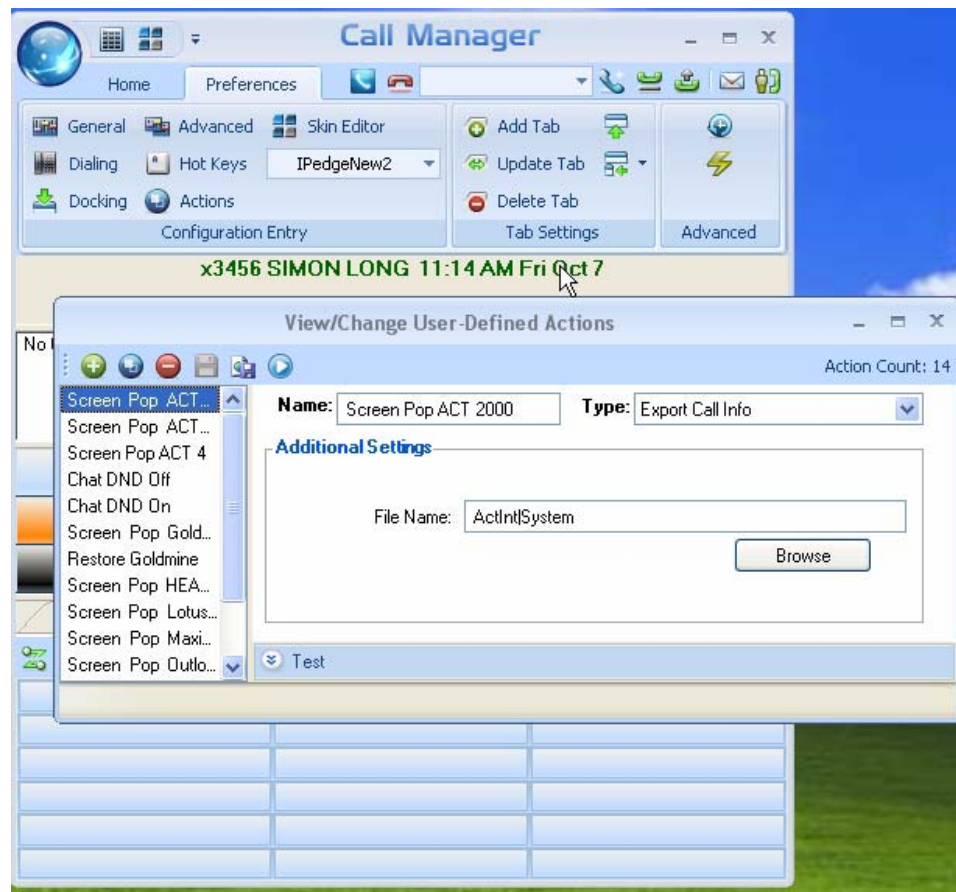 Call Manager
Home Preferences
General Advanced Skin Editor Add Tab
Dialing Hot Keys IPedgeNew2 Update Tab
Docking Actions Delete Tab
Configuration Entry Tab Settings Advanced
x3456 SIMON LONG 11:14 AM Fri Oct 7
View/Change User-Defined Actions
No
Action Count: 14
Screen Pop ACT... Name: Screen Pop ACT 2000 Type: Export Call Info
Screen Pop ACT...
Additional Settings
Screen Pop ACT 4
Chat DND Off
Chat DND On
File Name: ActInt|System
Screen Pop Gold...
Browse
Restore Goldmine
Screen Pop HEA...
Screen Pop Lotus...
Screen Pop Maxi...
Screen Pop Outlo... Test